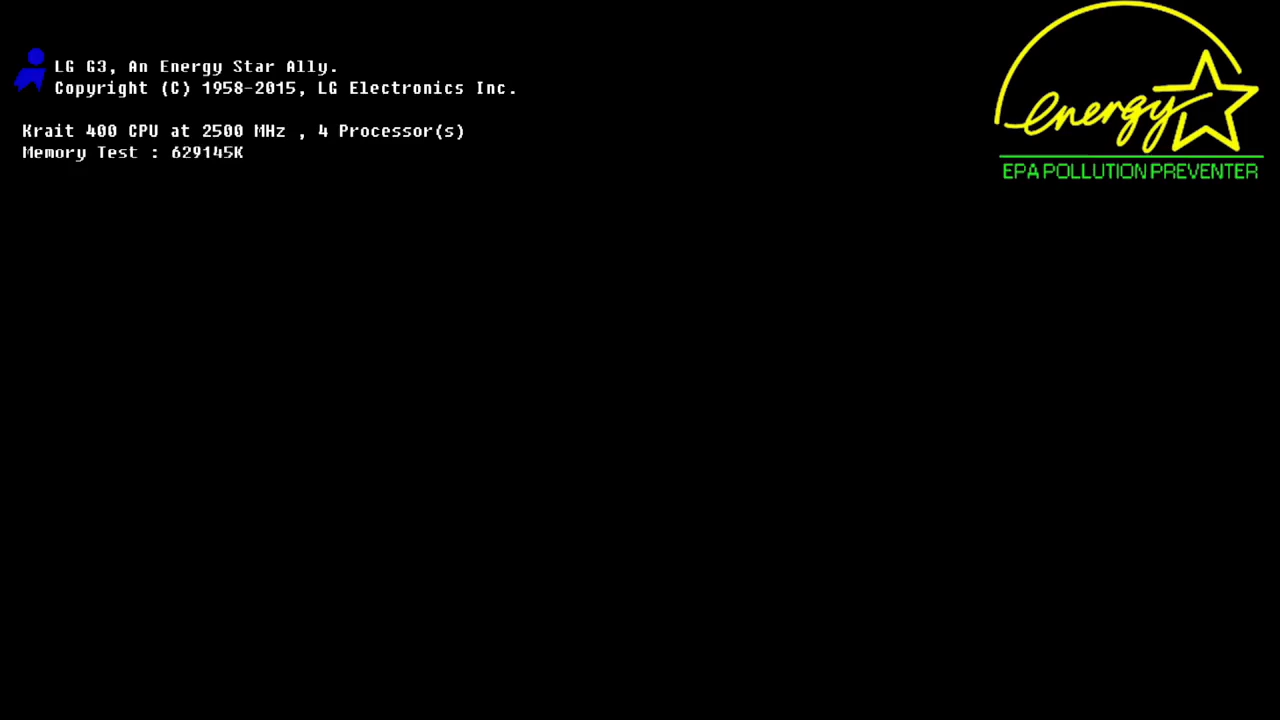 LG G3, An Energy Star Ally.
Copyright (C) 1958-2015, LG Electronics Inc.
Krait 400 CPU at 2500 MHz , 4 Processor(s)
Memory Test : 629145K
energy
EPA POLLUTION PREVENTER